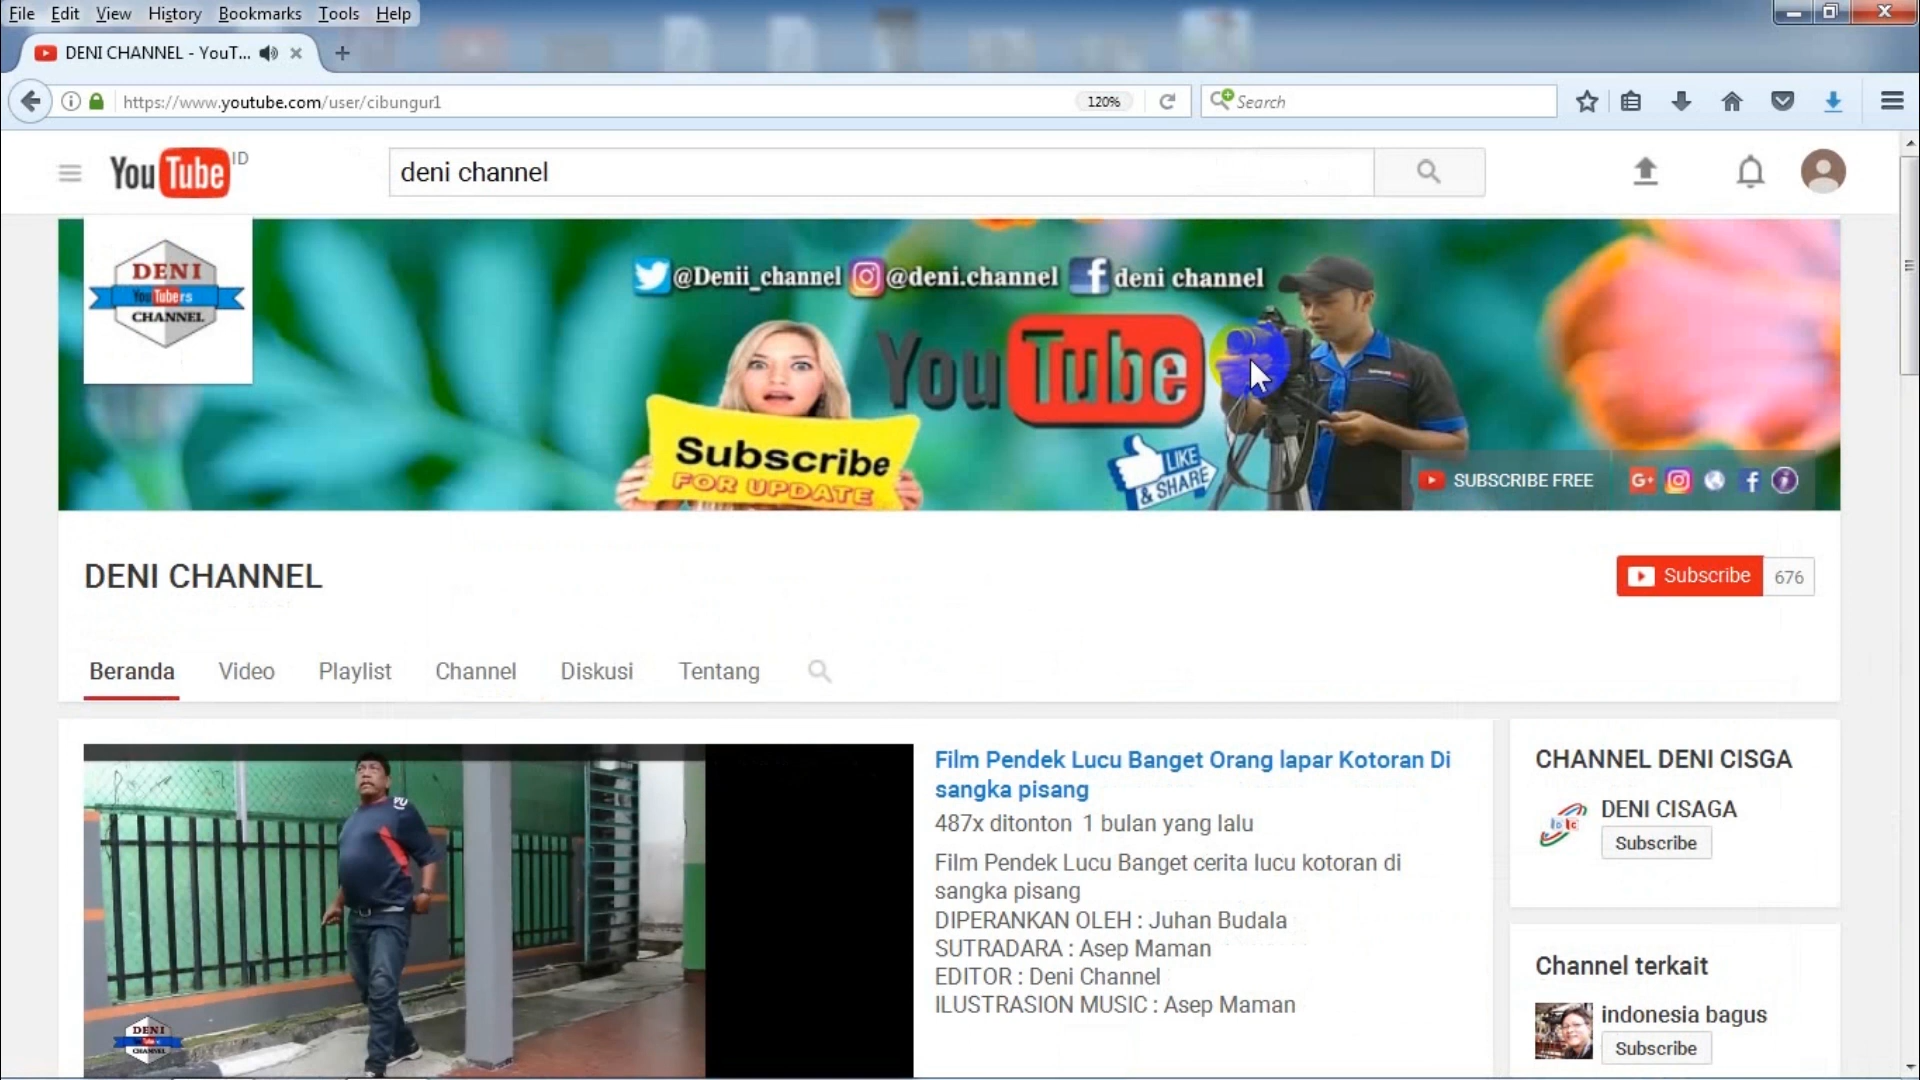 File Edit View History Bookmarks Tools Help
DENI CHANNEL - YouT...
https://www.youtube.com/user/cibungur1
120%
Search
YouTube ID
deni channel
DENI
YouTubers
CHANNEL
@Denii_channel @deni.channel deni channel
YouTube
Subscribe
FOR UPDATE
LIKE
& SHARE
SUBSCRIBE FREE
G+
DENI CHANNEL
Subscribe 676
Beranda Video Playlist Channel Diskusi Tentang
Film Pendek Lucu Banget Orang lapar Kotoran Di
sangka pisang
487x ditonton 1 bulan yang lalu
Film Pendek Lucu Banget cerita lucu kotoran di
sangka pisang
DIPERANKAN OLEH : Juhan Budala
SUTRADARA : Asep Maman
EDITOR : Deni Channel
ILUSTRASION MUSIC : Asep Maman
DENI
CHANNEL
CHANNEL DENI CISGA
DENI CISAGA
Subscribe
Channel terkait
indonesia bagus
Subscribe